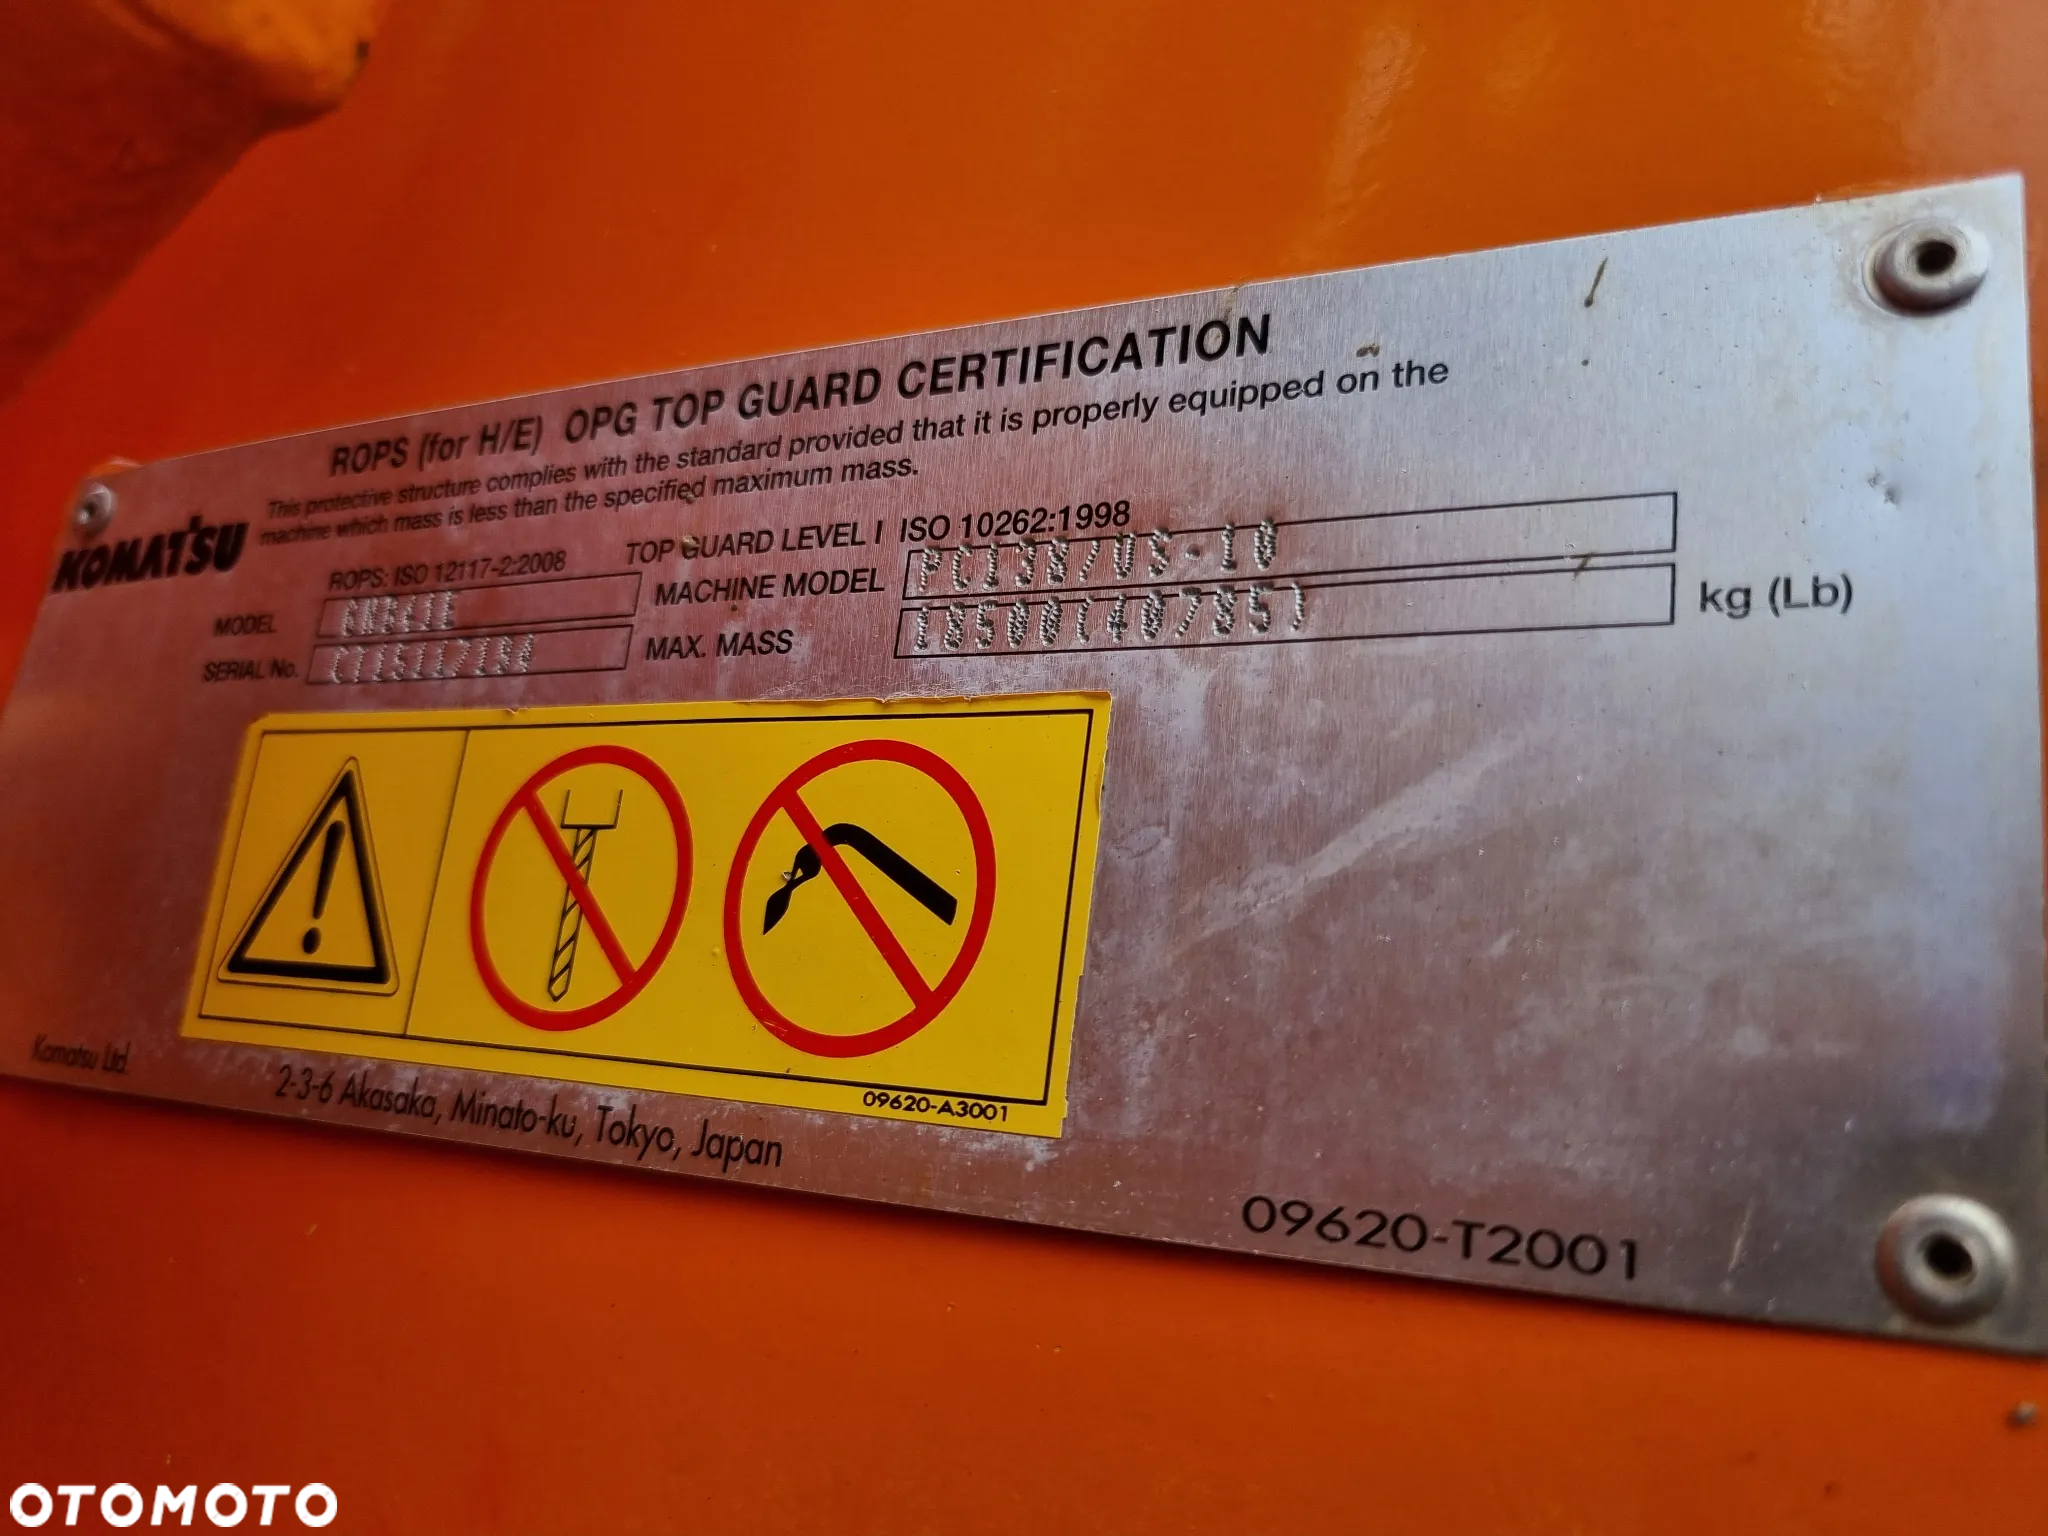 ROPS (for H/E) OPG TOP GUARD CERTIFICATION
This protective structure complies with the standard provided that it is properly equipped on the
machine which mass is less than the specified maximum mass.
KOMATSU
ROPS: ISO 12117-2:2008
TOP GUARD LEVEL I ISO 10262:1998
MODEL
MACHINE MODEL PC138/US-10
SERIAL No.
MAX. MASS 18500(40785) kg (Lb)
09620-A3001
Komatsu Ltd.
2-3-6 Akasaka, Minato-ku, Tokyo, Japan
09620-T2001
OTOMOTO